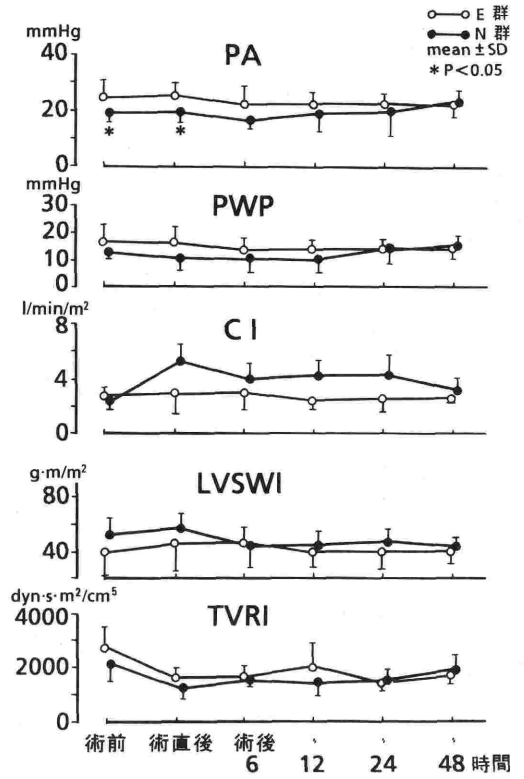 E 群
N 群
mean ± SD
* P<0.05
mmHg
PA
40
20
0
* *
mmHg
PWP
30
20
10
0
l/min/m²
CI
8
4
0
g·m/m²
LVSWI
80
40
dyn·s·m²/cm⁵
TVRI
4000
2000
0
術前 術直後 術後
6 12 24 48 時間